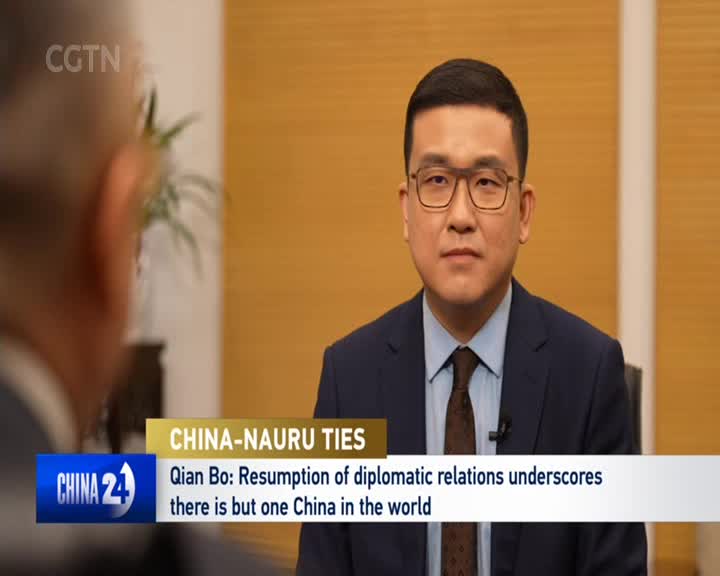 CGTN
CHINA-NAURU TIES
CHINA 24
Qian Bo: Resumption of diplomatic relations underscores
there is but one China in the world